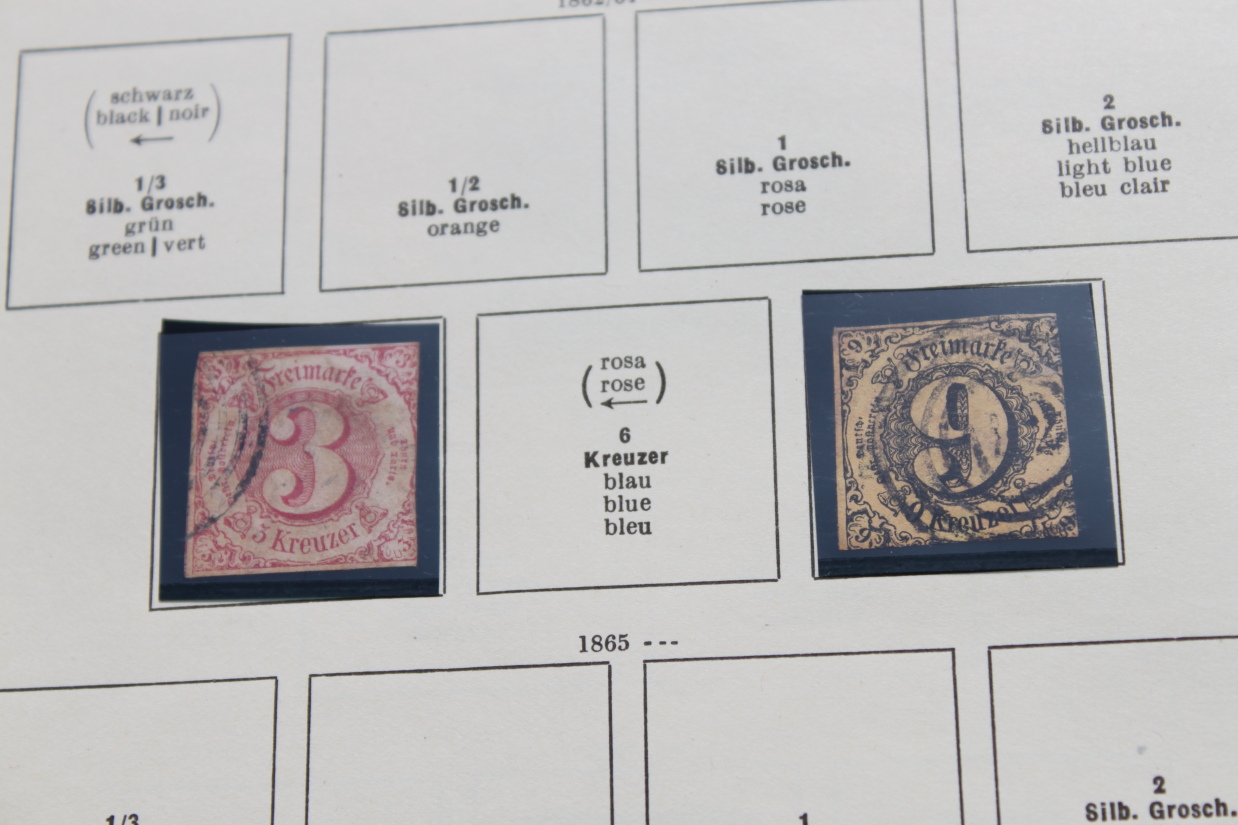 (schwarz
black | noir)
←
1/3
Silb. Grosch.
grün
green | vert
1/2
Silb. Grosch.
orange
1
Silb. Grosch.
rosa
rose
2
Silb. Grosch.
hellblau
light blue
bleu clair
Freimarke
3
3 Kreuzer
(rosa
rose)
←
6
Kreuzer
blau
blue
bleu
Freimarke
9
9 Kreuzer
1865 ---
1/3
1
2
Silb. Grosch.